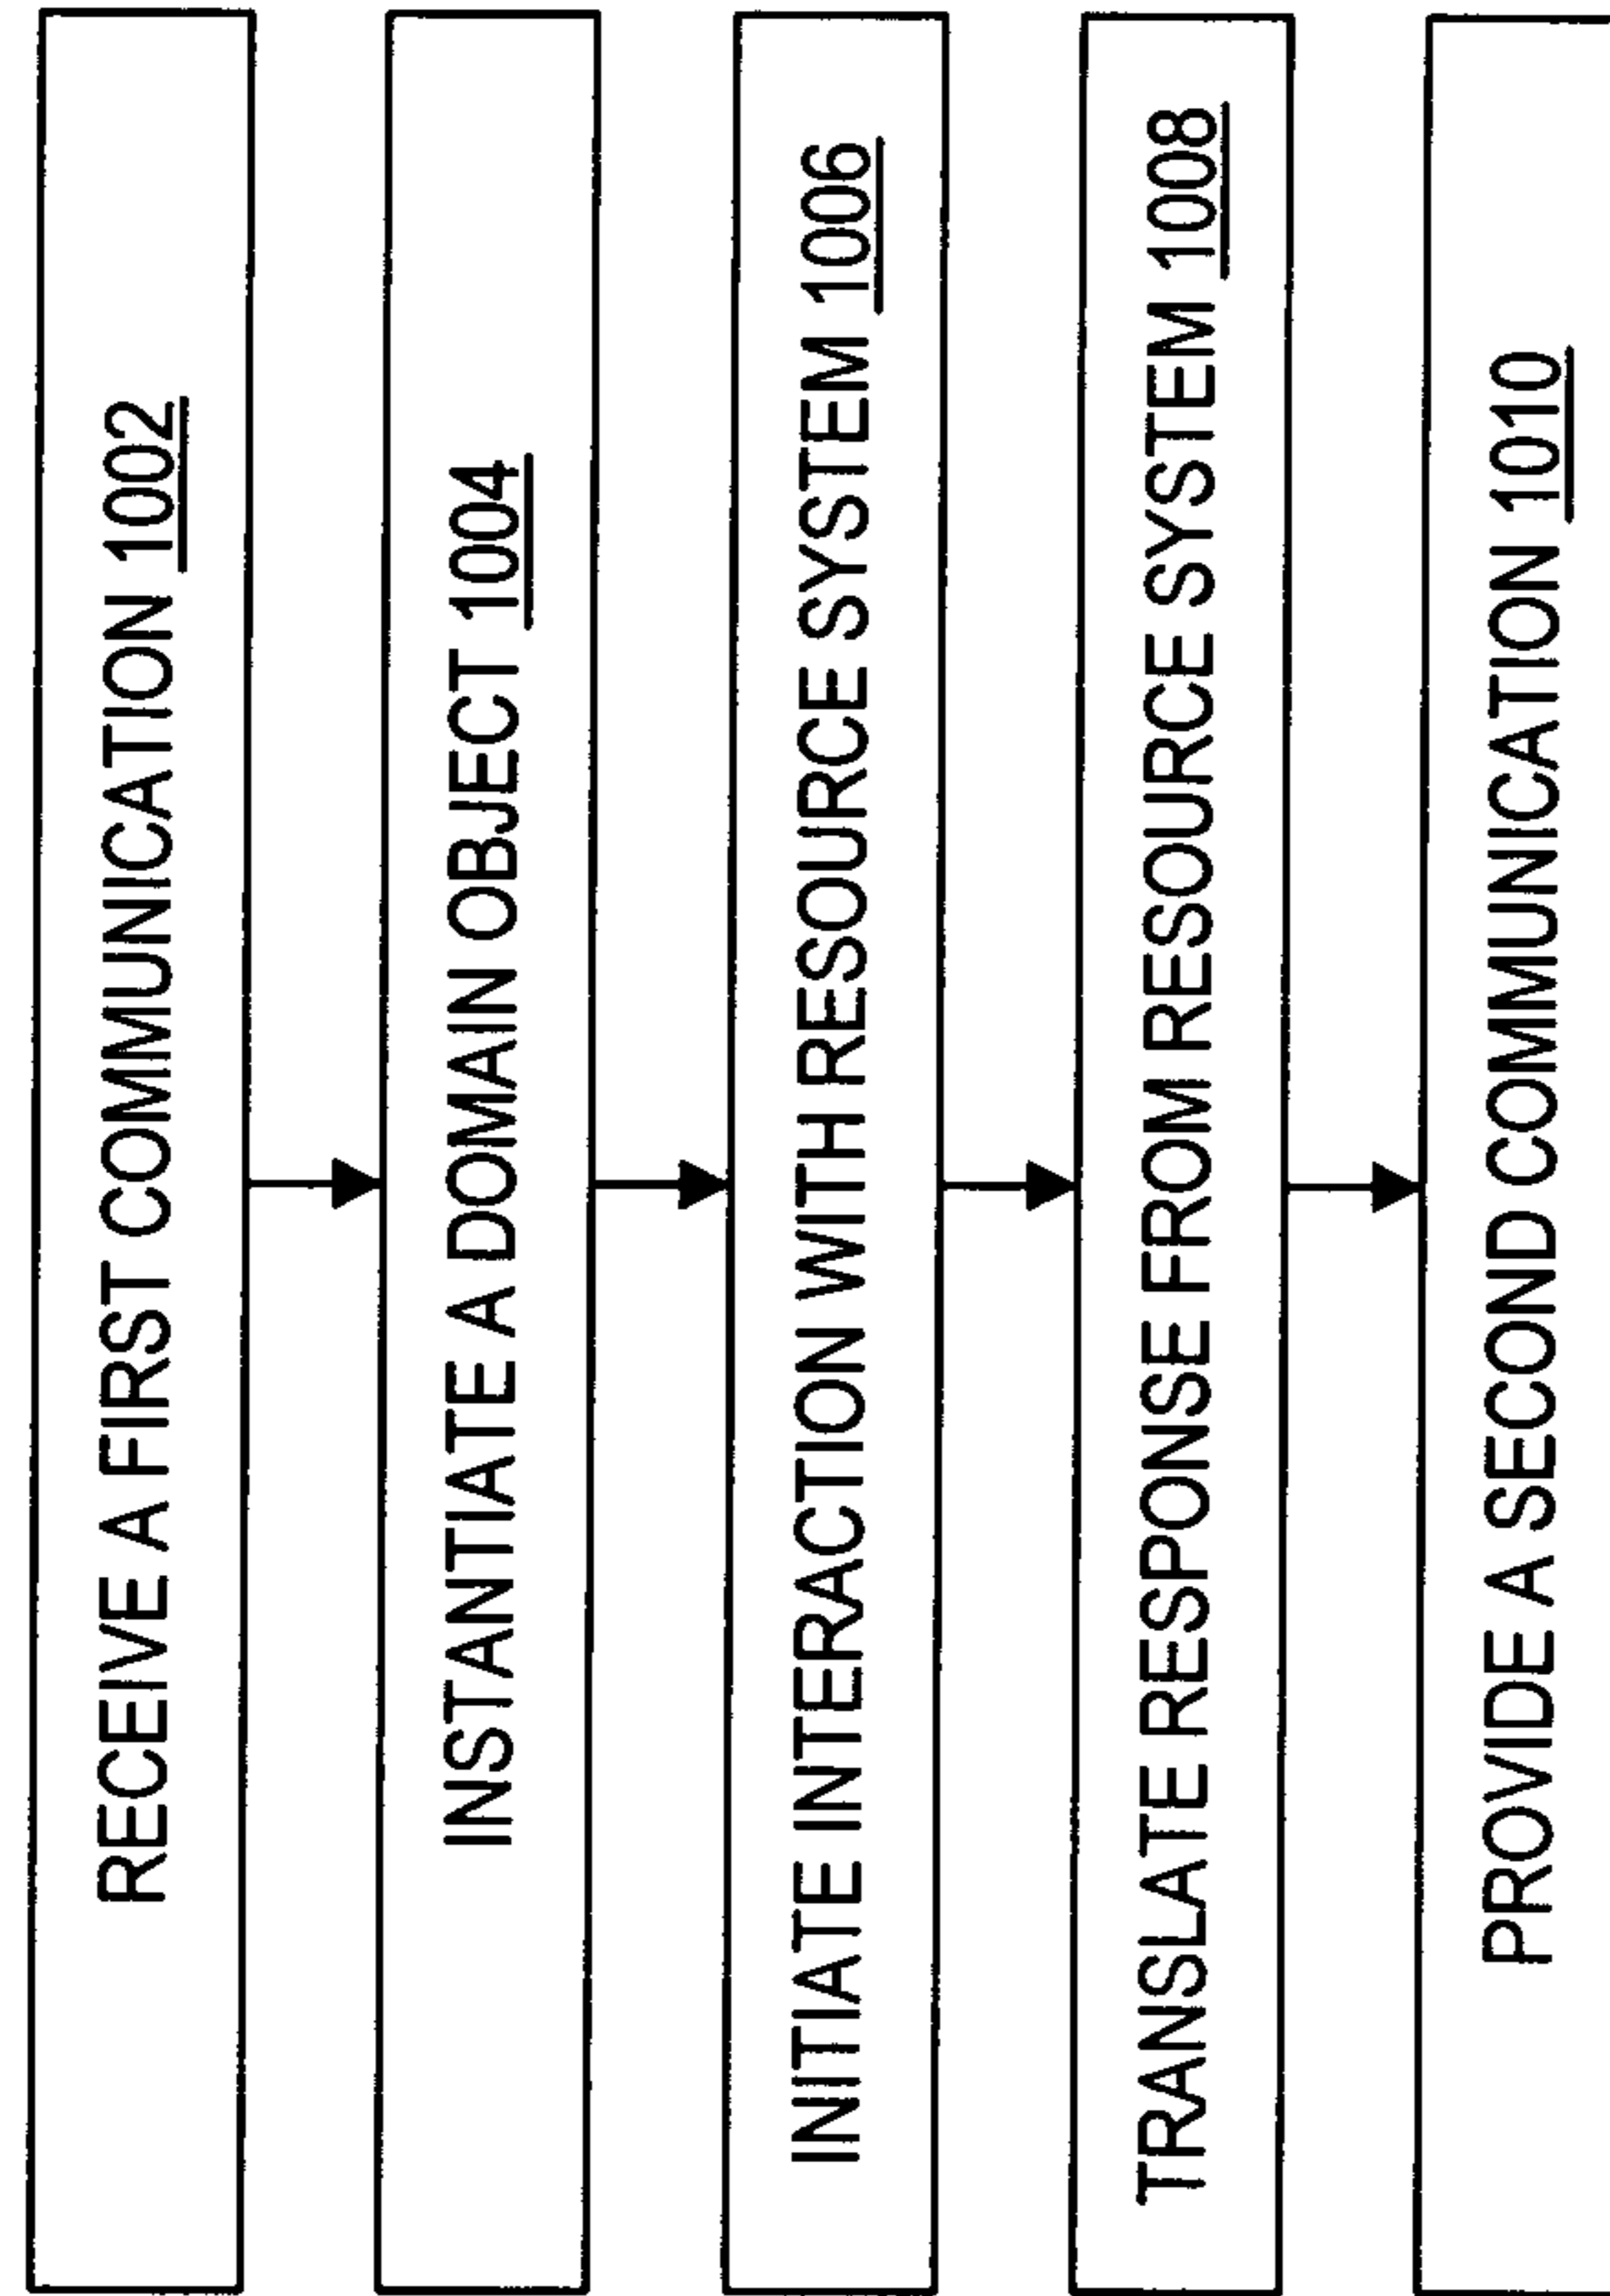 RECEIVE A FIRST COMMUNICATION 1002
INSTANTIATE A DOMAIN OBJECT 1004
INITIATE INTERACTION WITH RESOURCE SYSTEM 1006
TRANSLATE RESPONSE FROM RESOURCE SYSTEM 1008
PROVIDE A SECOND COMMUNICATION 1010